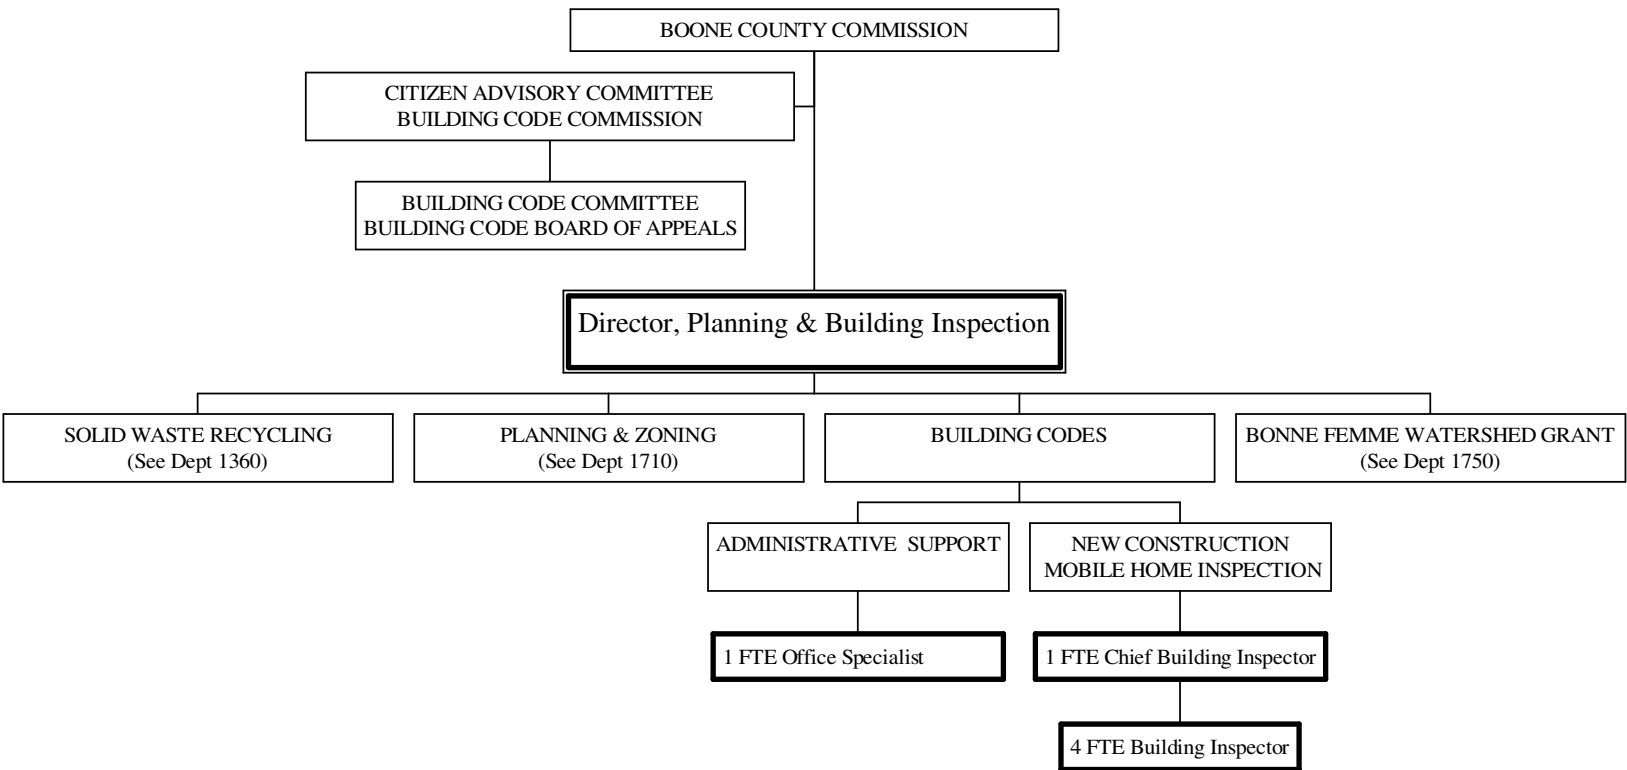 BOONE COUNTY COMMISSION
CITIZEN ADVISORY COMMITTEE
BUILDING CODE COMMISSION
BUILDING CODE COMMITTEE
BUILDING CODE BOARD OF APPEALS
Director, Planning & Building Inspection
SOLID WASTE RECYCLING
(See Dept 1360)
PLANNING & ZONING
(See Dept 1710)
BUILDING CODES
BONNE FEMME WATERSHED GRANT
(See Dept 1750)
ADMINISTRATIVE SUPPORT
NEW CONSTRUCTION
MOBILE HOME INSPECTION
1 FTE Office Specialist
1 FTE Chief Building Inspector
4 FTE Building Inspector